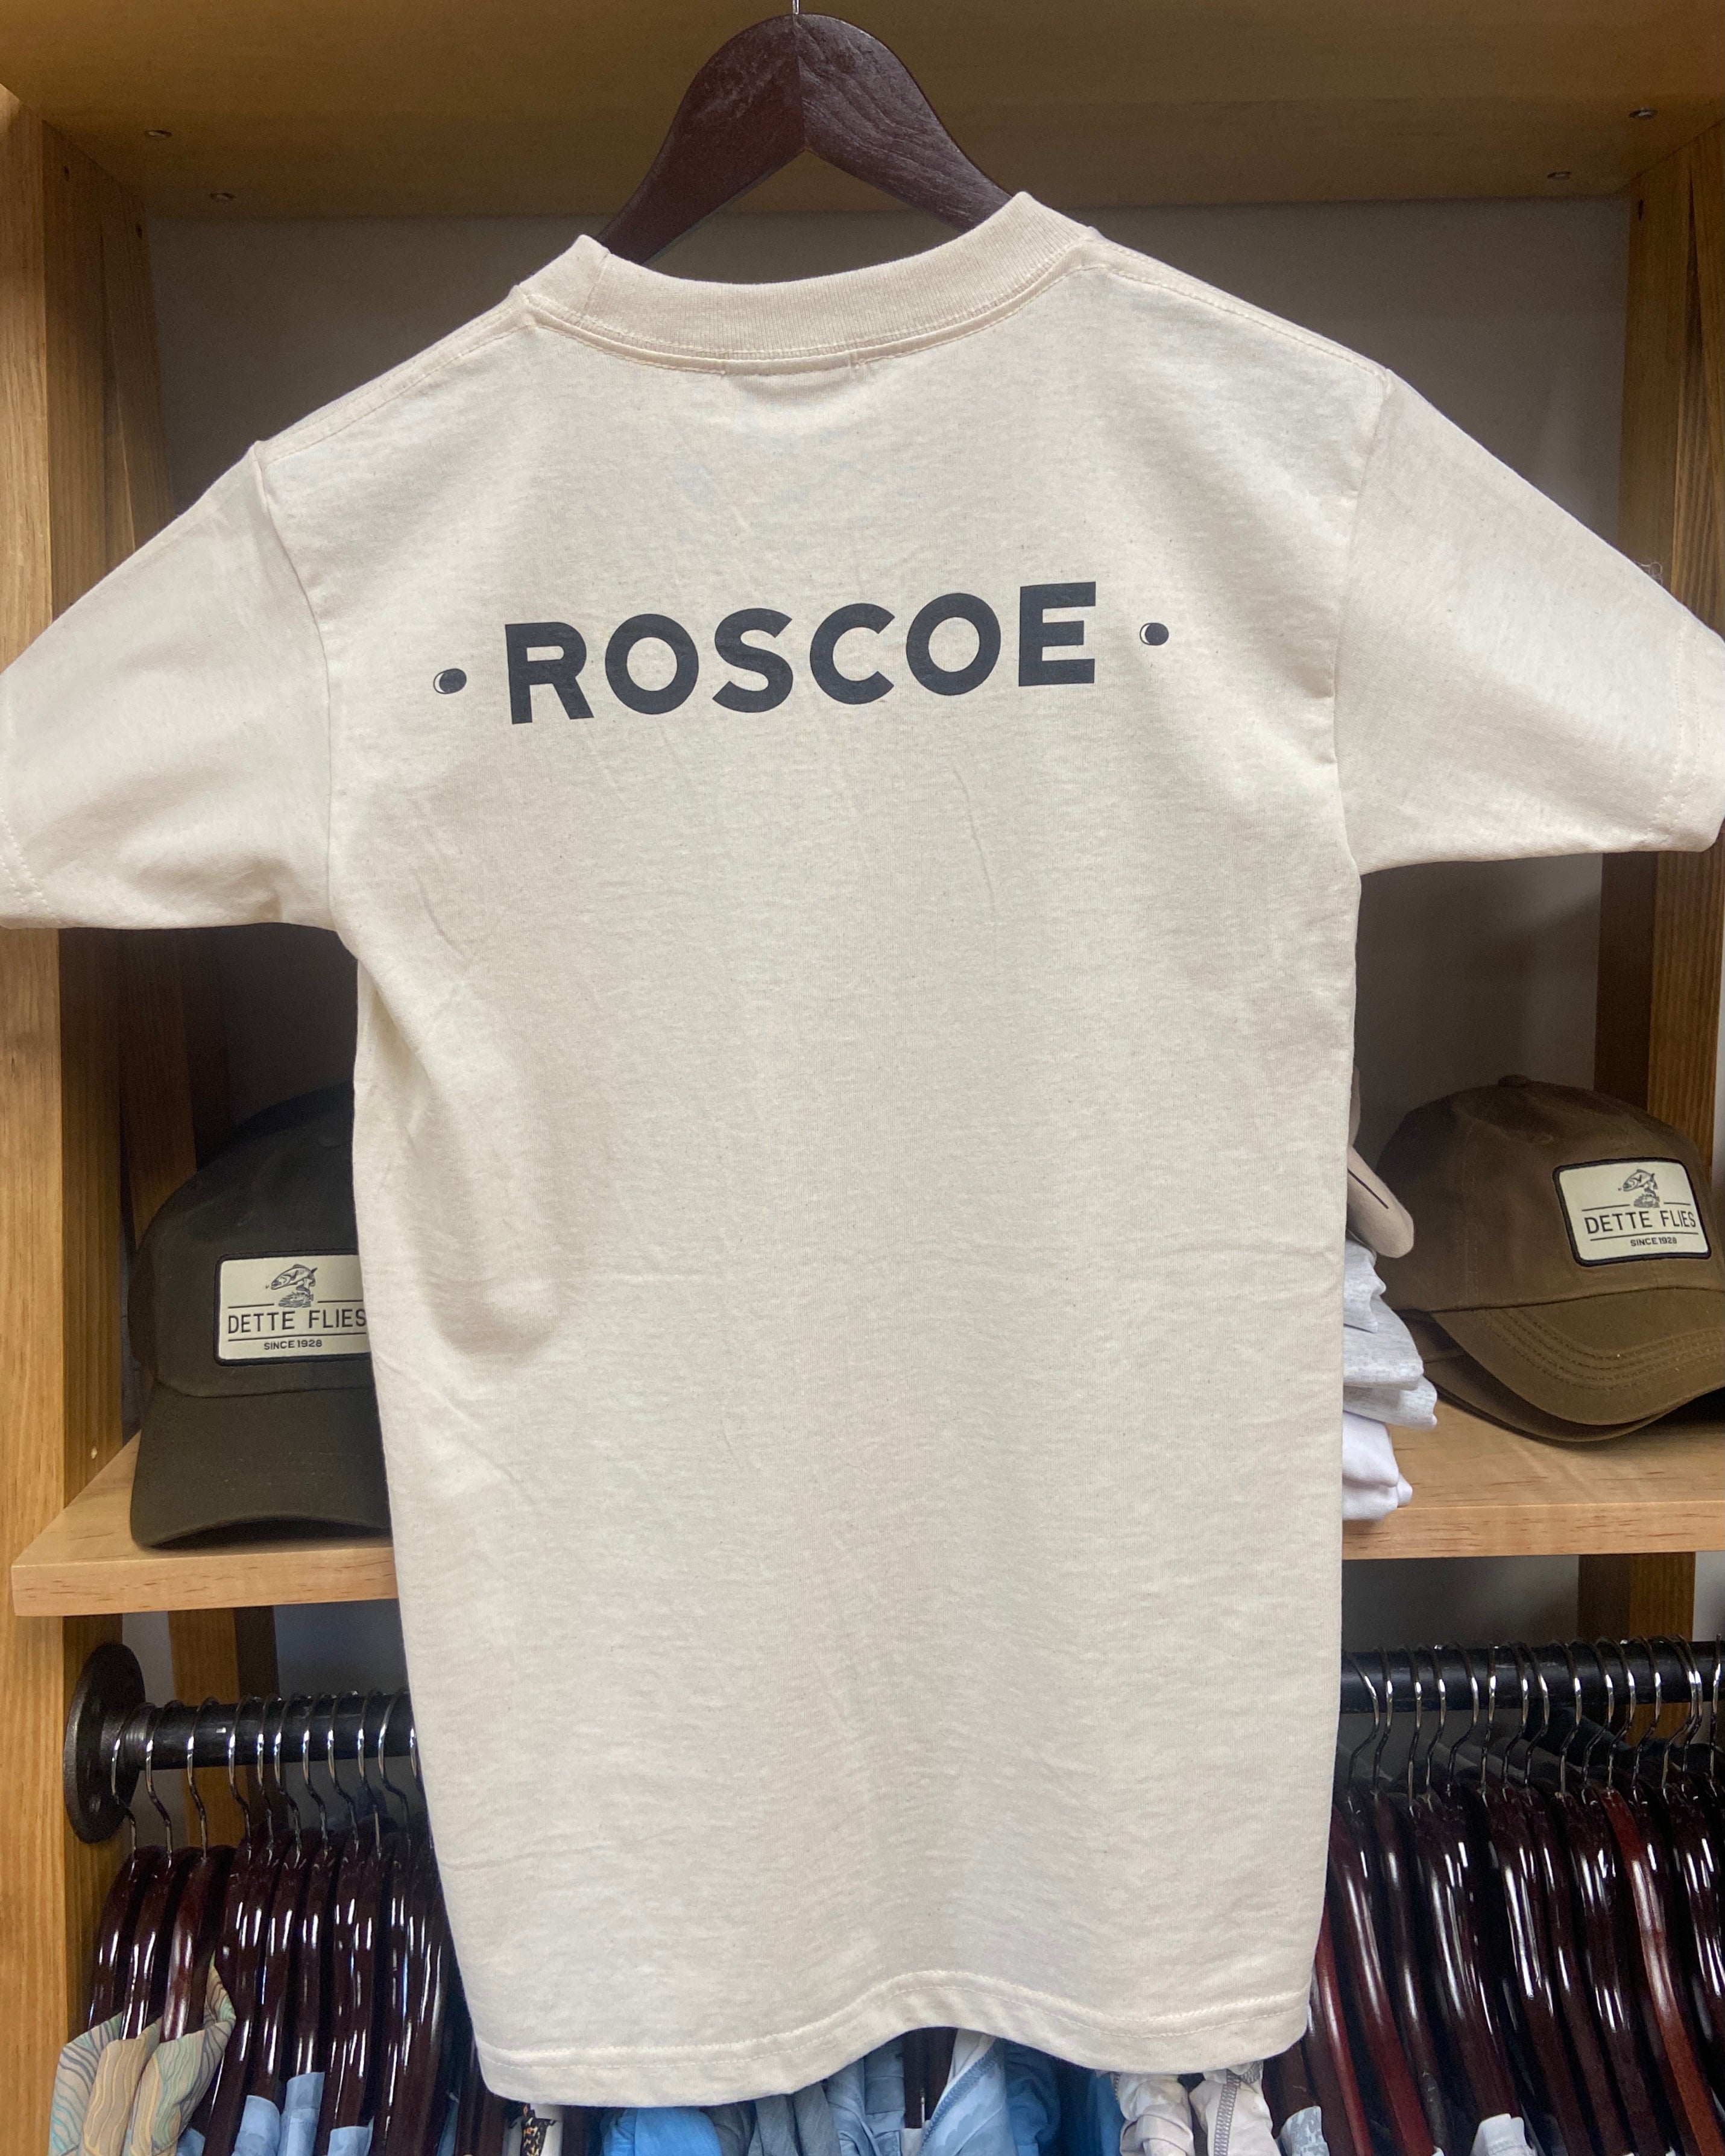 • ROSCOE •
DETTE FLIES
SINCE 1928
DETTE FLIES
SINCE 1928